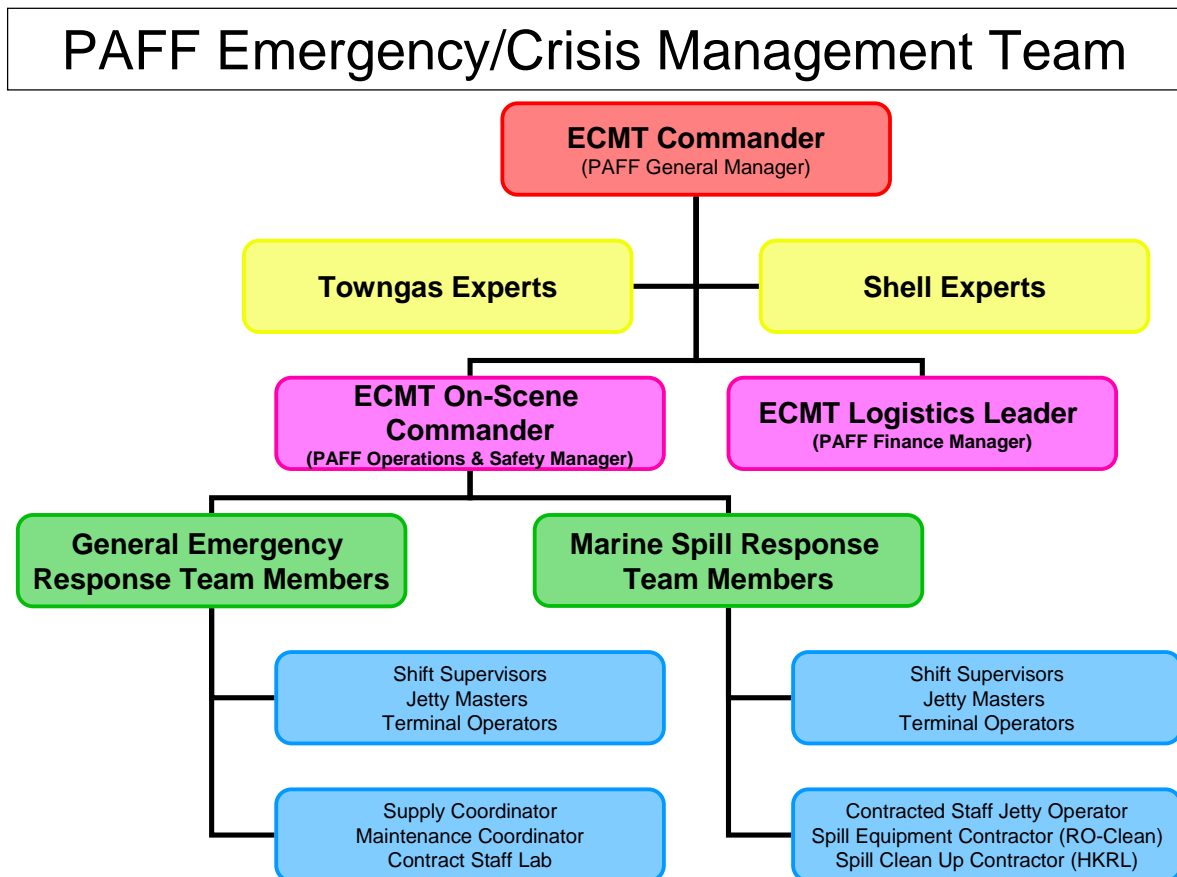 PAFF Emergency/Crisis Management Team
ECMT Commander
(PAFF General Manager)
Towngas Experts
Shell Experts
ECMT On-Scene
Commander
(PAFF Operations & Safety Manager)
ECMT Logistics Leader
(PAFF Finance Manager)
General Emergency
Response Team Members
Marine Spill Response
Team Members
Shift Supervisors
Jetty Masters
Terminal Operators
Shift Supervisors
Jetty Masters
Terminal Operators
Supply Coordinator
Maintenance Coordinator
Contract Staff Lab
Contracted Staff Jetty Operator
Spill Equipment Contractor (RO-Clean)
Spill Clean Up Contractor (HKRL)